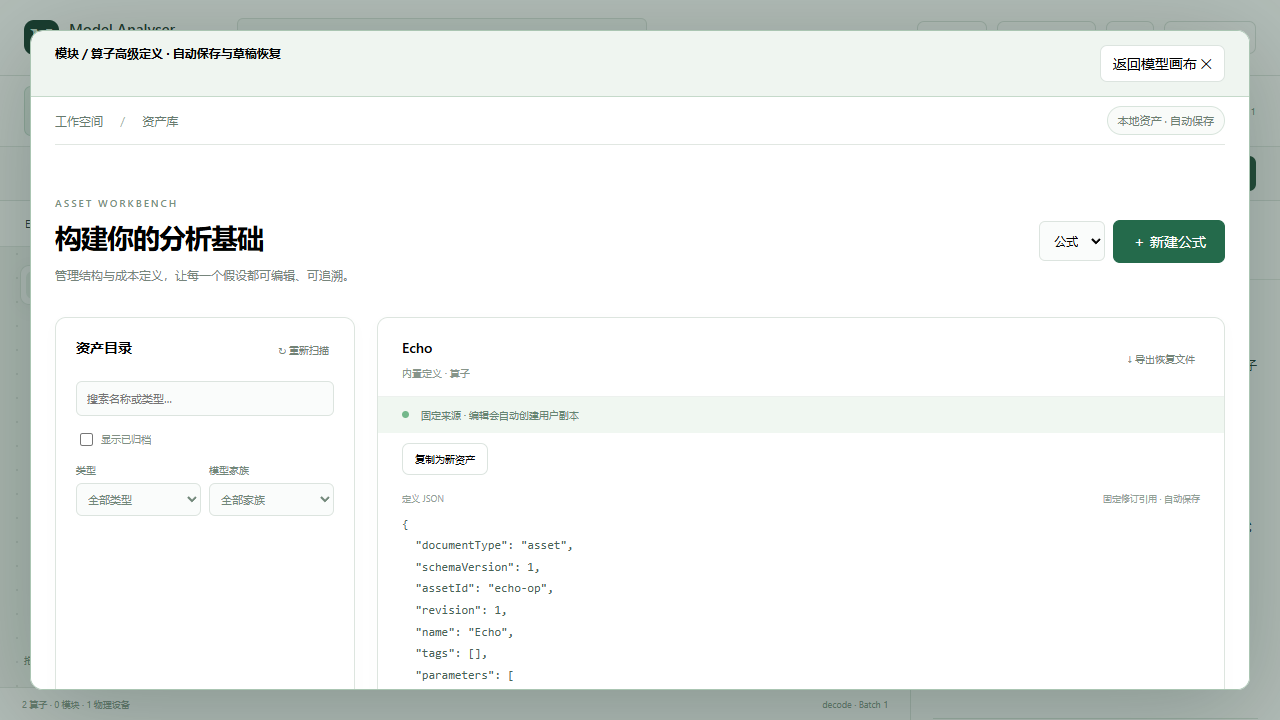 Model Analyser
模块 / 算子高级定义 · 自动保存与草稿恢复
返回模型画布 ×
工作空间 / 资产库
本地资产 · 自动保存
ASSET WORKBENCH
构建你的分析基础
管理结构与成本定义，让每一个假设都可编辑、可追溯。
公式
+ 新建公式
资产目录
↻ 重新扫描
搜索名称或类型...
显示已归档
类型
模型家族
全部类型
全部家族
Echo
内置定义 · 算子
↓ 导出恢复文件
固定来源 · 编辑会自动创建用户副本
复制为新资产
定义 JSON
固定修订引用 · 自动保存
{
"documentType": "asset",
"schemaVersion": 1,
"assetId": "echo-op",
"revision": 1,
"name": "Echo",
"tags": [],
"parameters": [
2 算子 · 0 模块 · 1 物理设备
decode · Batch 1